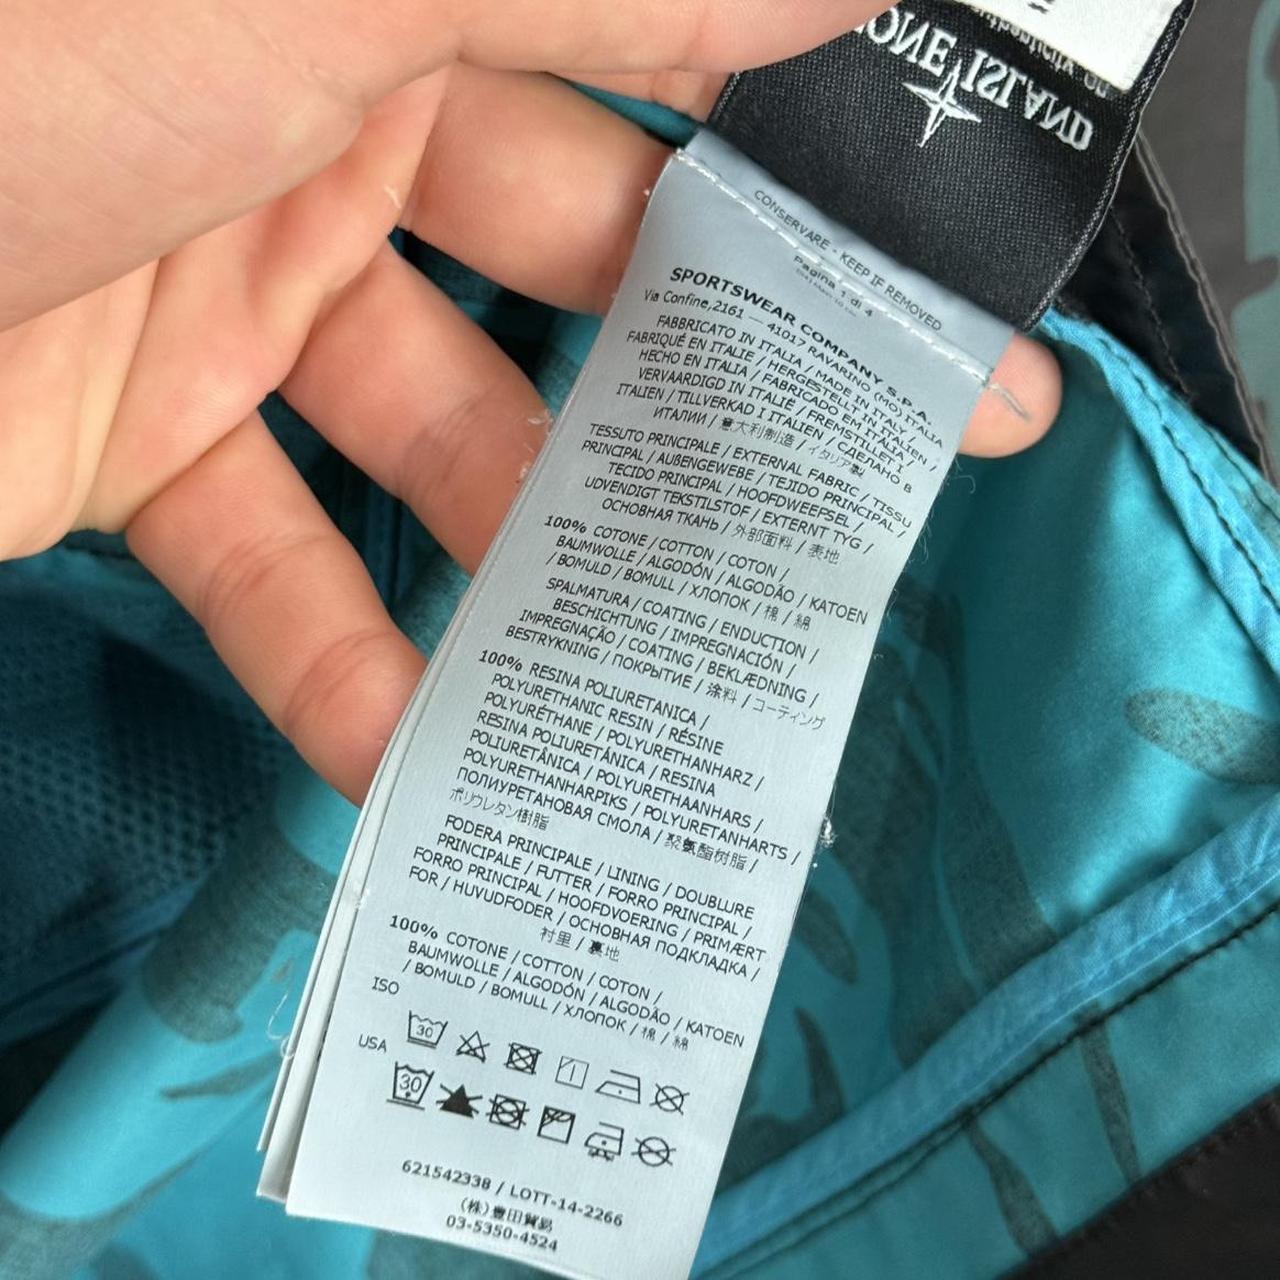 STONE ISLAND
CONSERVARE - KEEP IF REMOVED
Pagina 1 di 4
SPORTSWEAR COMPANY S.P.A.
Via Confine,2161 — 41017 RAVARINO (MO) ITALIA
FABBRICATO IN ITALIA / MADE IN ITALY /
FABRIQUÉ EN ITALIE / HERGESTELLT IN ITALIEN /
HECHO EN ITALIA / FABRICADO EM ITÁLIA /
VERVAARDIGD IN ITALIË / FREMSTILLET I
ITALIEN / TILLVERKAD I ITALIEN / СДЕЛАНО В
ИТАЛИИ / 意大利制造 / イタリア製
TESSUTO PRINCIPALE / EXTERNAL FABRIC / TISSU
PRINCIPAL / AUßENGEWEBE / TEJIDO PRINCIPAL /
TECIDO PRINCIPAL / HOOFDWEEFSEL /
UDVENDIGT TEKSTILSTOF / EXTERNT TYG /
ОСНОВНАЯ ТКАНЬ / 外部面料 / 表地
100% COTONE / COTTON / COTON /
BAUMWOLLE / ALGODÓN / ALGODÃO / KATOEN
/ BOMULD / BOMULL / ХЛОПОК / 棉 / 綿
SPALMATURA / COATING / ENDUCTION /
BESCHICHTUNG / IMPREGNACIÓN /
IMPREGNAÇÃO / COATING / BEKLÆDNING /
BESTRYKNING / ПОКРЫТИЕ / 涂料 / コーティング
100% RESINA POLIURETANICA /
POLYURETHANIC RESIN / RÉSINE
POLYURÉTHANE / POLYURETHANHARZ /
RESINA POLIURETÁNICA / RESINA
POLIURETÂNICA / POLYURETHAANHARS /
POLYURETHANHARPIKS / POLYURETANHARTS /
ПОЛИУРЕТАНОВАЯ СМОЛА / 聚氨酯树脂 /
ポリウレタン樹脂
FODERA PRINCIPALE / LINING / DOUBLURE
PRINCIPALE / FUTTER / FORRO PRINCIPAL /
FORRO PRINCIPAL / HOOFDVOERING / PRIMÆRT
FOR / HUVUDFODER / ОСНОВНАЯ ПОДКЛАДКА /
衬里 / 裏地
100% COTONE / COTTON / COTON /
BAUMWOLLE / ALGODÓN / ALGODÃO / KATOEN
/ BOMULD / BOMULL / ХЛОПОК / 棉 / 綿
ISO
30
USA
30
621542338 / LOTT-14-2266
(株)豊田貿易
03-5350-4524